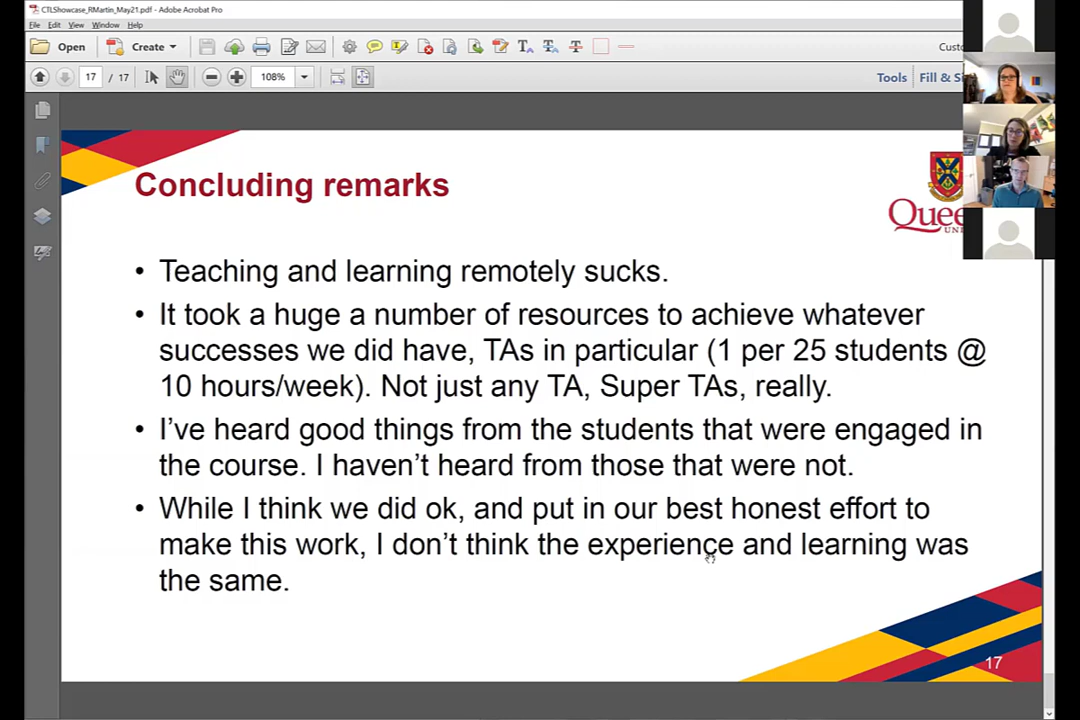 CTLShowcase_RMartin_May21.pdf - Adobe Acrobat Pro
File Edit View Window Help
Open Create
17 / 17 108% Tools
Concluding remarks
• Teaching and learning remotely sucks.
• It took a huge a number of resources to achieve whatever
successes we did have, TAs in particular (1 per 25 students @
10 hours/week). Not just any TA, Super TAs, really.
• I've heard good things from the students that were engaged in
the course. I haven't heard from those that were not.
• While I think we did ok, and put in our best honest effort to
make this work, I don't think the experience and learning was
the same.
17